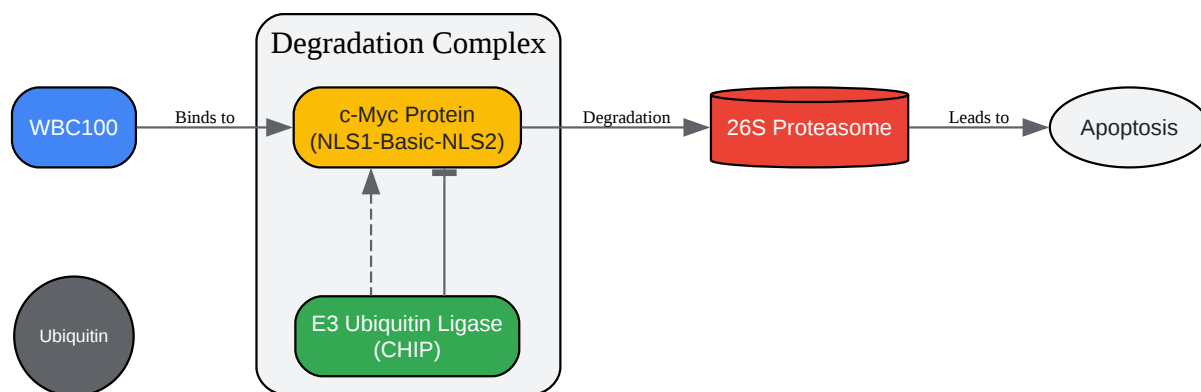 Degradation Complex
WBC100
Binds to
c-Myc Protein
(NLS1-Basic-NLS2)
Degradation
26S Proteasome
Leads to
Apoptosis
Ubiquitin
E3 Ubiquitin Ligase
(CHIP)